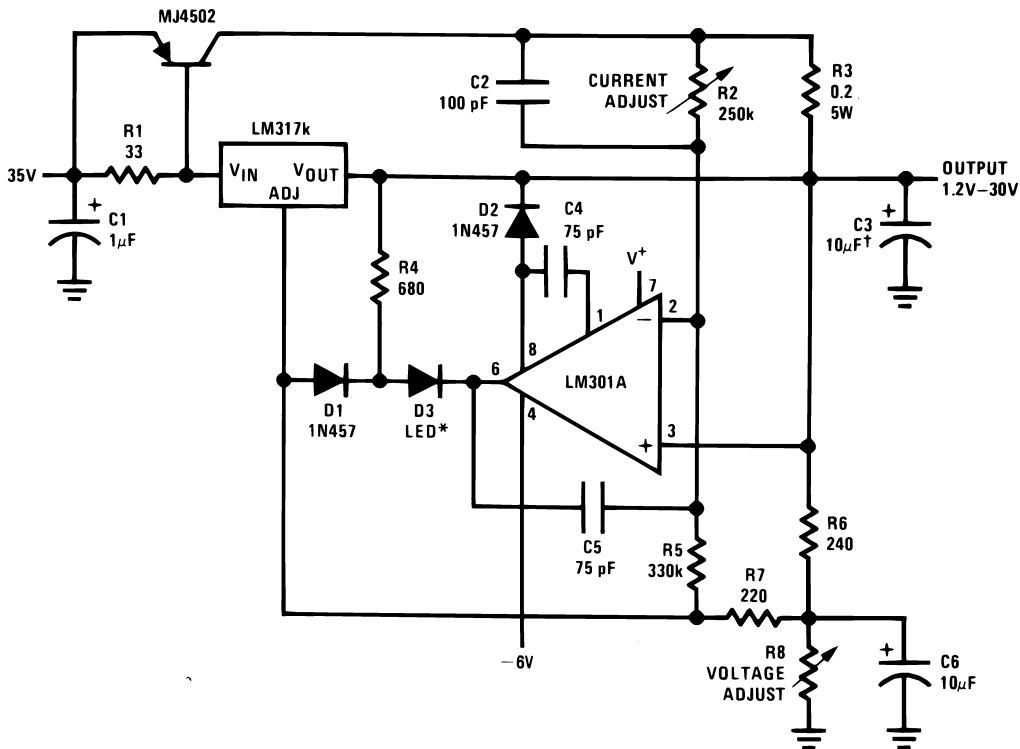 MJ4502
R1
33
LM317k
VIN
VOUT
ADJ
35V
+
C1
1μF
C2
100 pF
CURRENT
ADJUST
R2
250k
R3
0.2
5W
OUTPUT
1.2V–30V
+
C3
10μF†
D2
1N457
C4
75 pF
R4
680
V+
7
1
2
−
8
6
LM301A
4
+
3
D1
1N457
D3
LED*
C5
75 pF
R5
330k
R6
240
R7
220
−6V
R8
VOLTAGE
ADJUST
+
C6
10μF